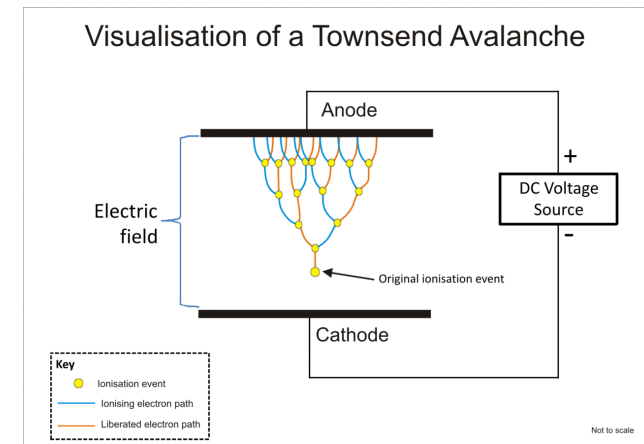 Visualisation of a Townsend Avalanche
Anode
+
DC Voltage
Source
-
Electric
field
Original ionisation event
Cathode
Key
Ionisation event
Ionising electron path
Liberated electron path
Not to scale